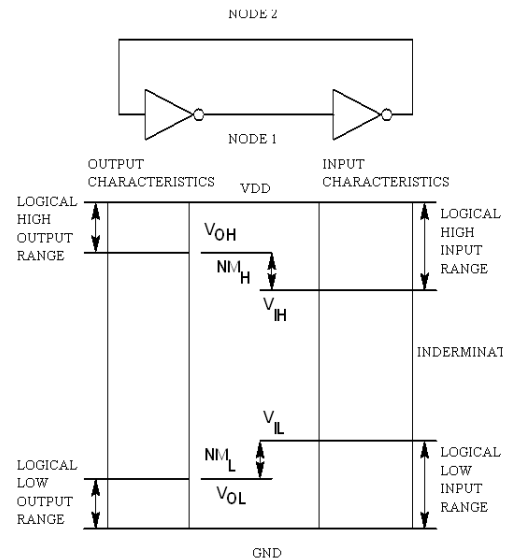 NODE 2
NODE 1
OUTPUT
CHARACTERISTICS
INPUT
CHARACTERISTICS
VDD
LOGICAL
HIGH
OUTPUT
RANGE
LOGICAL
HIGH
INPUT
RANGE
VOH
NMH
VIH
INDERMINAT
VIL
NML
VOL
LOGICAL
LOW
OUTPUT
RANGE
LOGICAL
LOW
INPUT
RANGE
GND